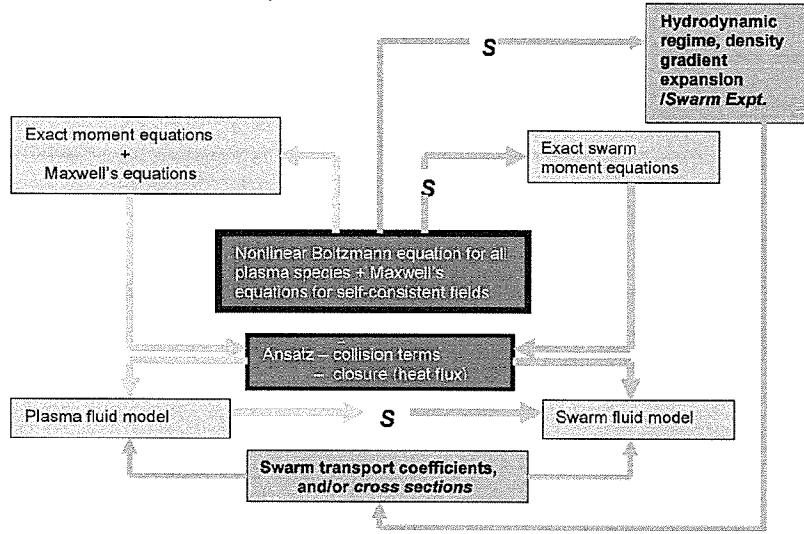 Hydrodynamic
regime, density
gradient
expansion
/Swarm Expt.
S
Exact moment equations
+
Maxwell's equations
Exact swarm
moment equations
S
Nonlinear Boltzmann equation for all
plasma species + Maxwell's
equations for self-consistent fields
Ansatz – collision terms
– closure (heat flux)
Plasma fluid model
S
Swarm fluid model
Swarm transport coefficients,
and/or cross sections